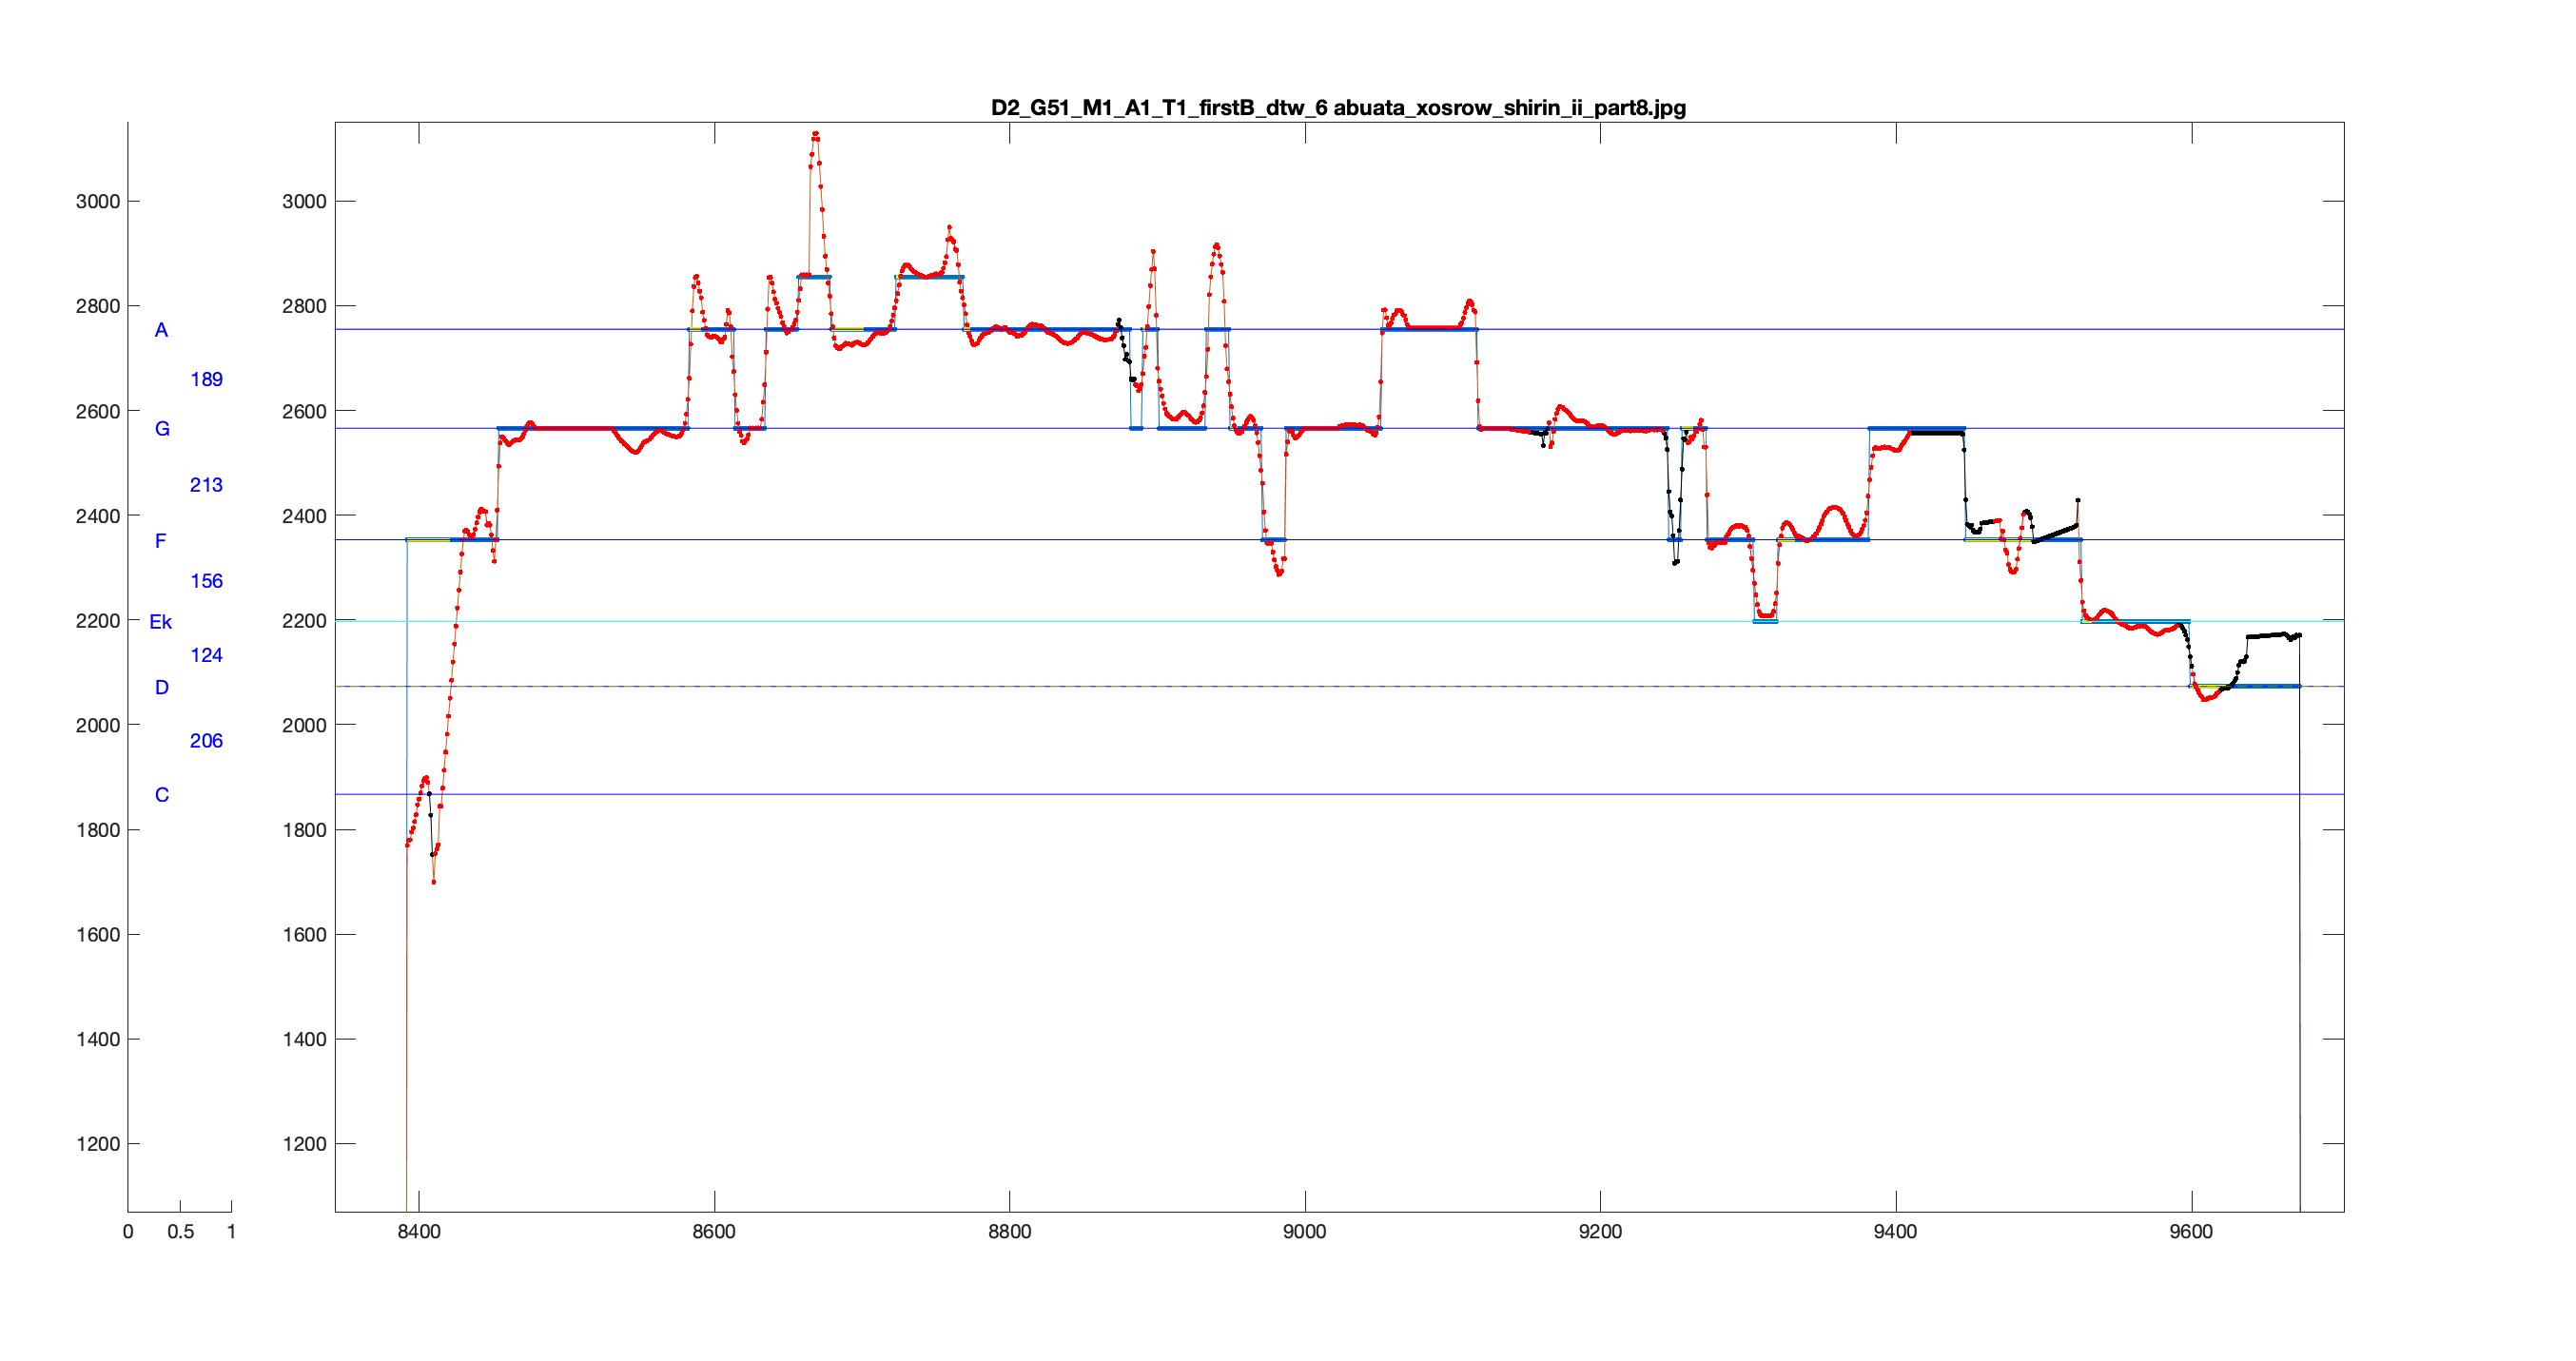 D2_G51_M1_A1_T1_firstB_dtw_6 abuata_xosrow_shirin_ii_part8.jpg
3000 3000
2800 2800
A
189
2600 2600
G
213
2400 2400
F
156
2200 Ek 2200
124
D
2000 2000
206
C
1800 1800
1600 1600
1400 1400
1200 1200
0 0.5 1 8400 8600 8800 9000 9200 9400 9600